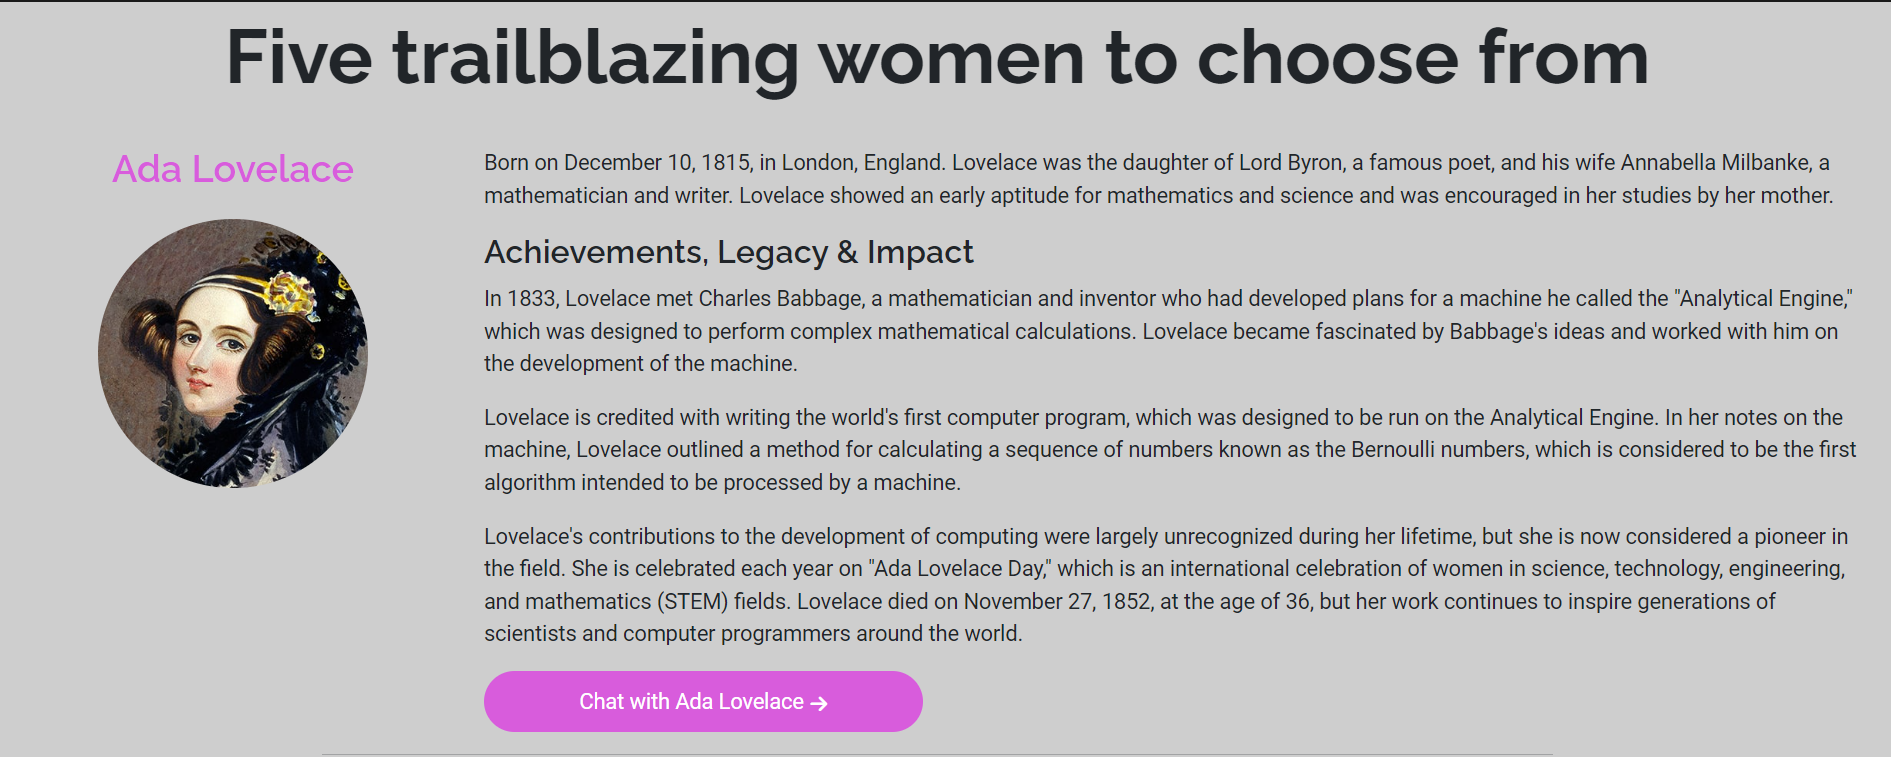 Five trailblazing women to choose from
Ada Lovelace
Born on December 10, 1815, in London, England. Lovelace was the daughter of Lord Byron, a famous poet, and his wife Annabella Milbanke, a
mathematician and writer. Lovelace showed an early aptitude for mathematics and science and was encouraged in her studies by her mother.
Achievements, Legacy & Impact
In 1833, Lovelace met Charles Babbage, a mathematician and inventor who had developed plans for a machine he called the "Analytical Engine,"
which was designed to perform complex mathematical calculations. Lovelace became fascinated by Babbage's ideas and worked with him on
the development of the machine.
Lovelace is credited with writing the world's first computer program, which was designed to be run on the Analytical Engine. In her notes on the
machine, Lovelace outlined a method for calculating a sequence of numbers known as the Bernoulli numbers, which is considered to be the first
algorithm intended to be processed by a machine.
Lovelace's contributions to the development of computing were largely unrecognized during her lifetime, but she is now considered a pioneer in
the field. She is celebrated each year on "Ada Lovelace Day," which is an international celebration of women in science, technology, engineering,
and mathematics (STEM) fields. Lovelace died on November 27, 1852, at the age of 36, but her work continues to inspire generations of
scientists and computer programmers around the world.
Chat with Ada Lovelace →